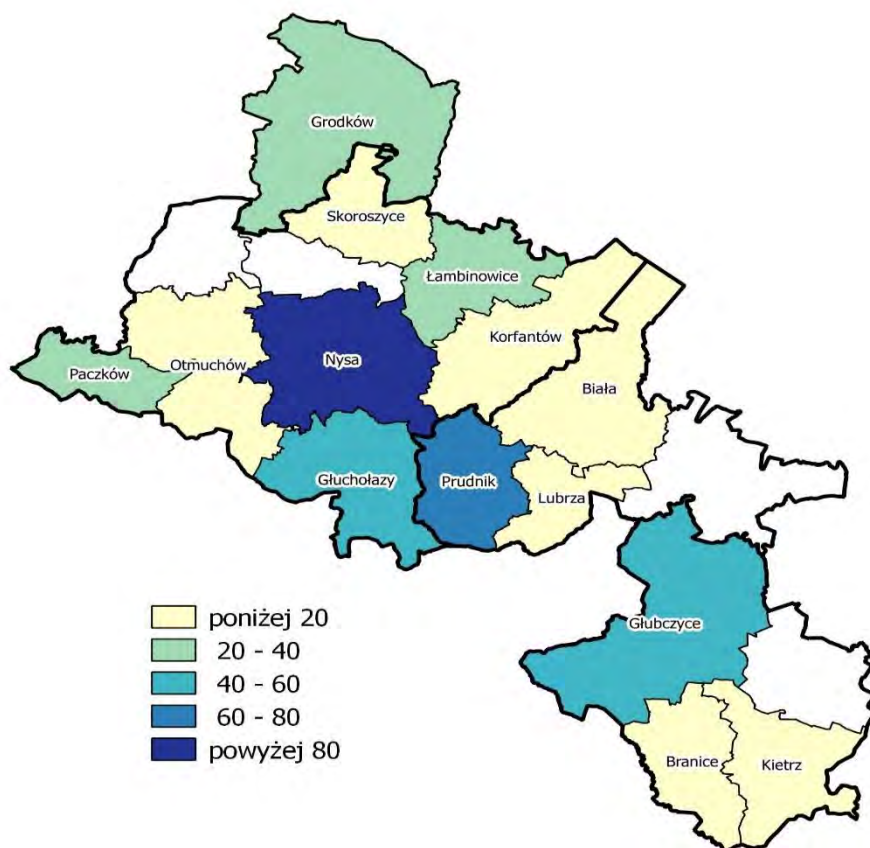 Grodków
Skoroszyce
Łambinowice
Korfantów
Otmuchów
Nysa
Paczków
Biała
Głuchołazy
Prudnik
Lubrza
Głubczyce
Branice
Kietrz
poniżej 20
20 - 40
40 - 60
60 - 80
powyżej 80